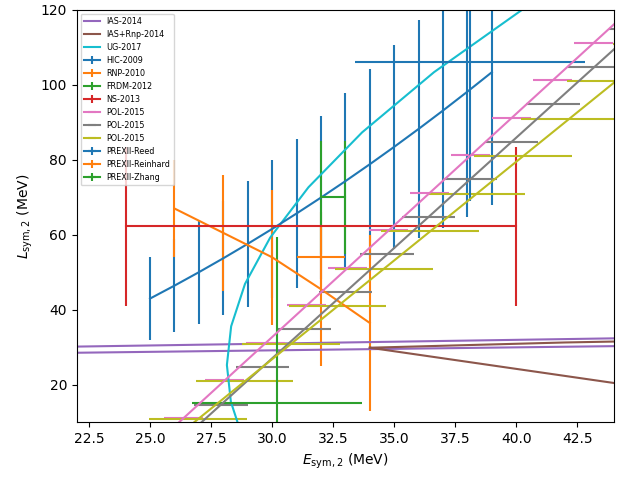 120
100
80
60
40
20
IAS-2014
IAS+Rnp-2014
UG-2017
HIC-2009
RNP-2010
FRDM-2012
NS-2013
POL-2015
POL-2015
POL-2015
PREXII-Reed
PREXII-Reinhard
PREXII-Zhang
L_sym, 2 (MeV)
22.5 25.0 27.5 30.0 32.5 35.0 37.5 40.0 42.5
E_sym, 2 (MeV)